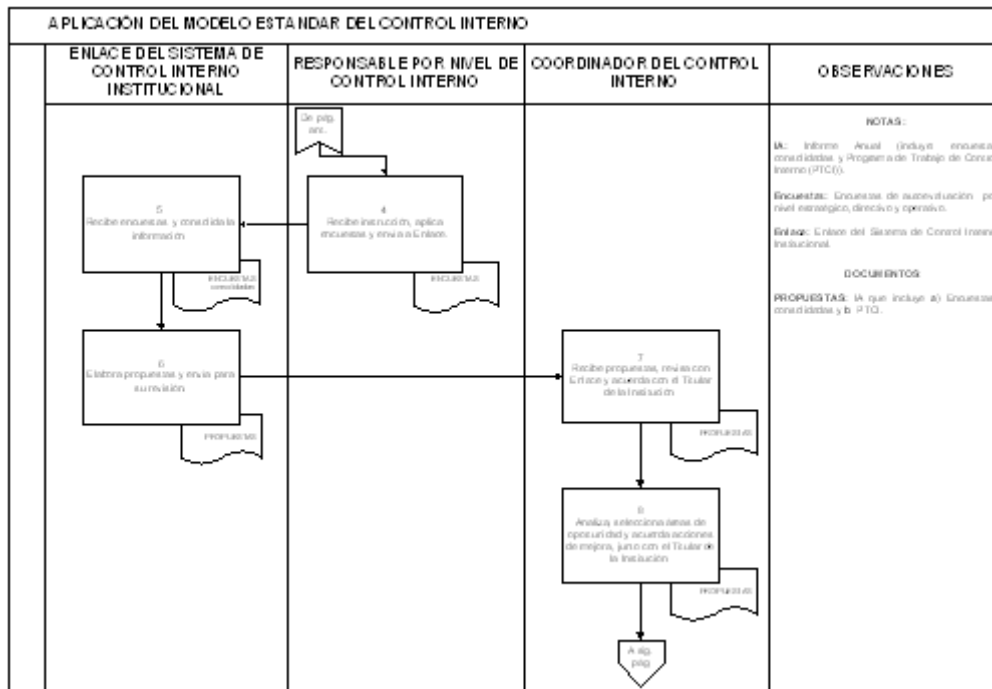 APLICACIÓN DEL MODELO ESTANDAR DEL CONTROL INTERNO
ENLACE DEL SISTEMA DE
CONTROL INTERNO
INSTITUCIONAL
RESPONSABLE POR NIVEL DE
CONTROL INTERNO
COORDINADOR DEL CONTROL
INTERNO
OBSERVACIONES
De pág.
ant.
4
Recibe instrucción, aplica
encuestas y envia a Enlace.
ENCUESTAS
5
Recibe encuestas y consolida la
información
ENCUESTAS
consolidadas
6
Elabora propuestas y envia para
su revisión
PROPUESTAS
7
Recibe propuestas, revisa con
Enlace y acuerda con el Titular
de la Institución
PROPUESTAS
8
Analiza, selecciona áreas de
oportunidad y acuerda acciones
de mejora, junto con el Titular de
la Institución
PROPUESTAS
A sig.
pág
NOTAS:
IA: Informe Anual (incluye encuestas
consolidadas y Programa de Trabajo de Control
Interno (PTCI)).
Encuestas: Encuestas de autoevaluación por
nivel estratégico, directivo y operativo.
Enlace: Enlace del Sistema de Control Interno
Institucional.
DOCUMENTOS
PROPUESTAS: IA que incluye a) Encuestas
consolidadas y b) PTCI.